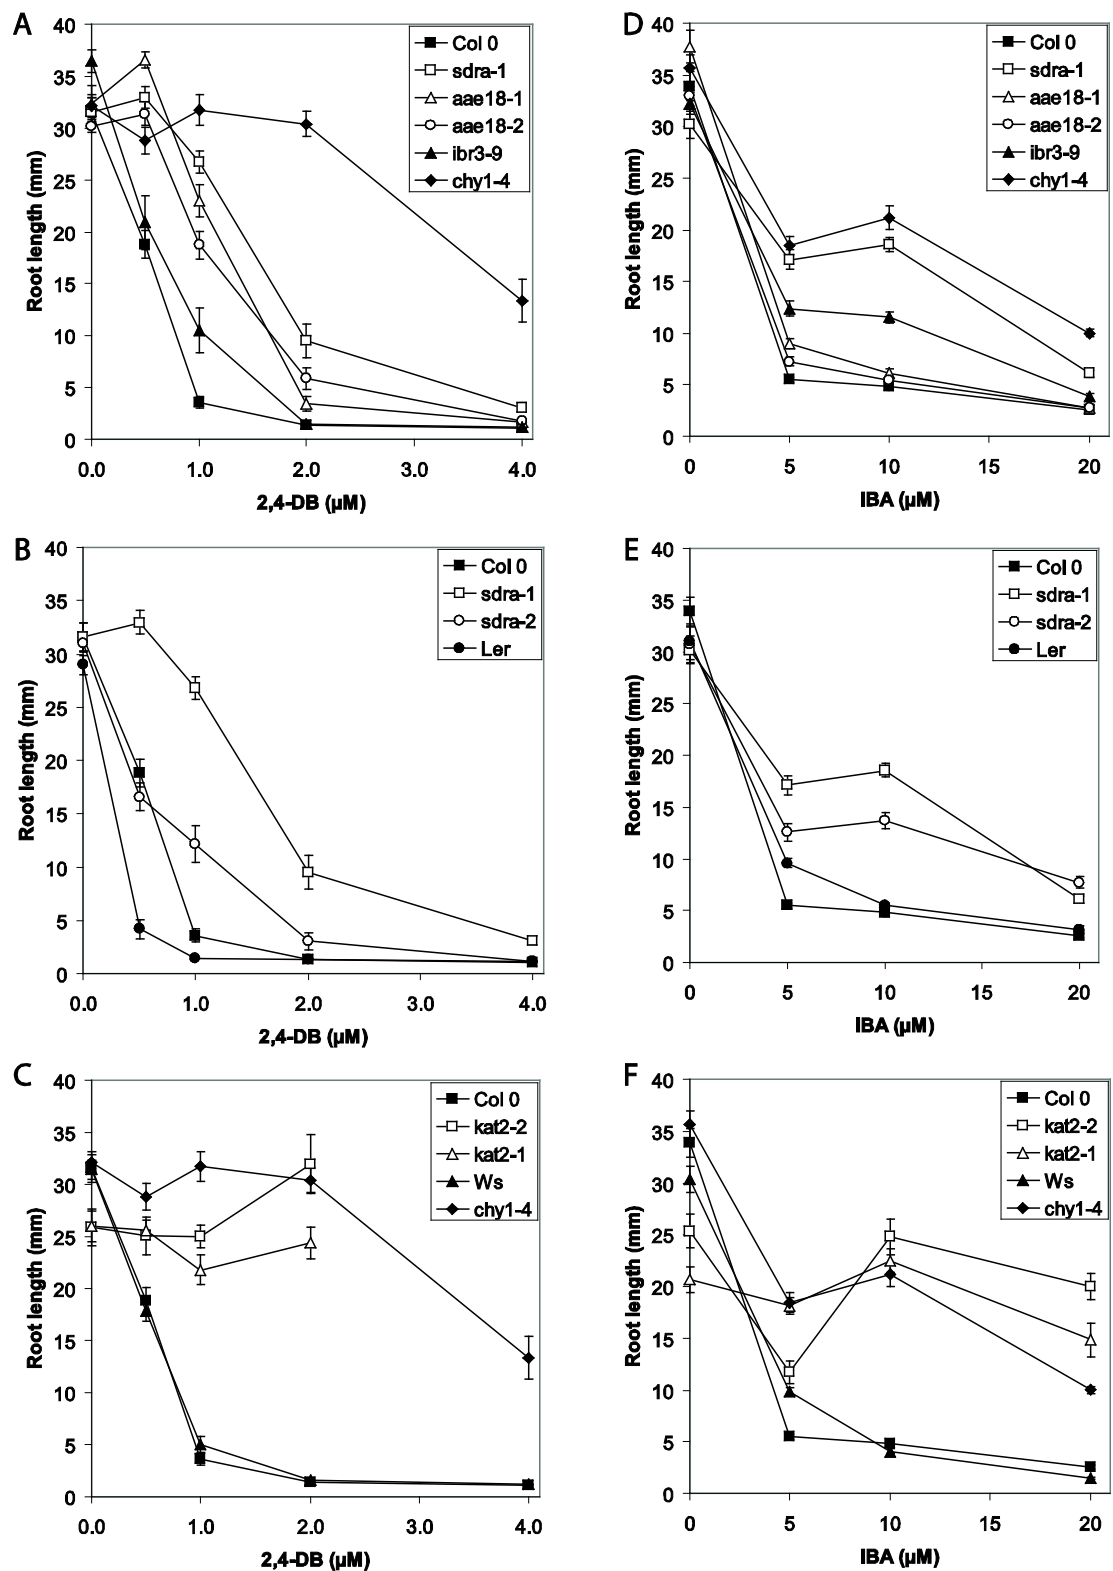 A
Root length (mm)
40
35
30
25
20
15
10
5
0
0.0 1.0 2.0 3.0 4.0
2,4-DB (µM)
Col 0
sdra-1
aae18-1
aae18-2
ibr3-9
chy1-4
D
Root length (mm)
40
35
30
25
20
15
10
5
0
0 5 10 15 20
IBA (µM)
Col 0
sdra-1
aae18-1
aae18-2
ibr3-9
chy1-4
B
Root length (mm)
40
35
30
25
20
15
10
5
0
0.0 1.0 2.0 3.0 4.0
2,4-DB (µM)
Col 0
sdra-1
sdra-2
Ler
E
Root length (mm)
40
35
30
25
20
15
10
5
0
0 5 10 15 20
IBA (µM)
Col 0
sdra-1
sdra-2
Ler
C
Root length (mm)
40
35
30
25
20
15
10
5
0
0.0 1.0 2.0 3.0 4.0
2,4-DB (µM)
Col 0
kat2-2
kat2-1
Ws
chy1-4
F
Root length (mm)
40
35
30
25
20
15
10
5
0
0 5 10 15 20
IBA (µM)
Col 0
kat2-2
kat2-1
Ws
chy1-4